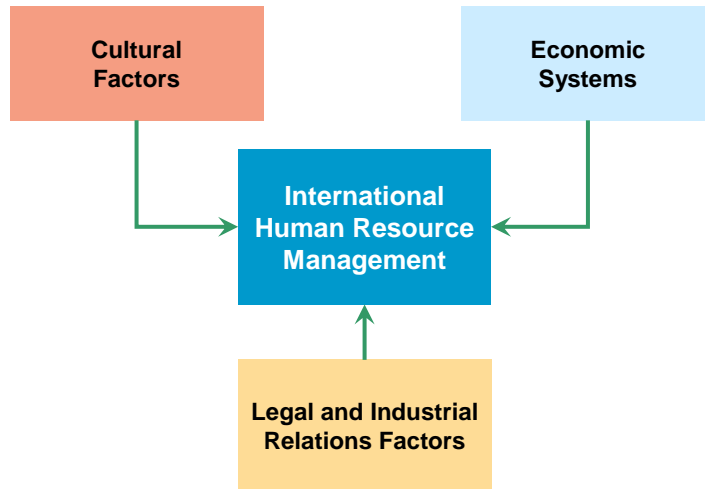 Cultural
Factors
Economic
Systems
International
Human Resource
Management
Legal and Industrial
Relations Factors